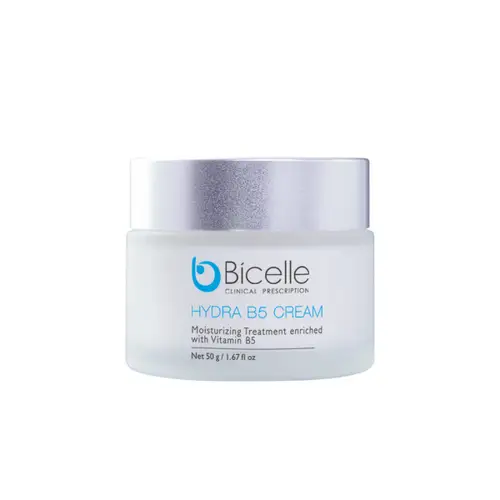 Bicelle
CLINICAL PRESCRIPTION
HYDRA B5 CREAM
Moisturizing Treatment enriched
with Vitamin B5
Net 50 g / 1.67 fl oz